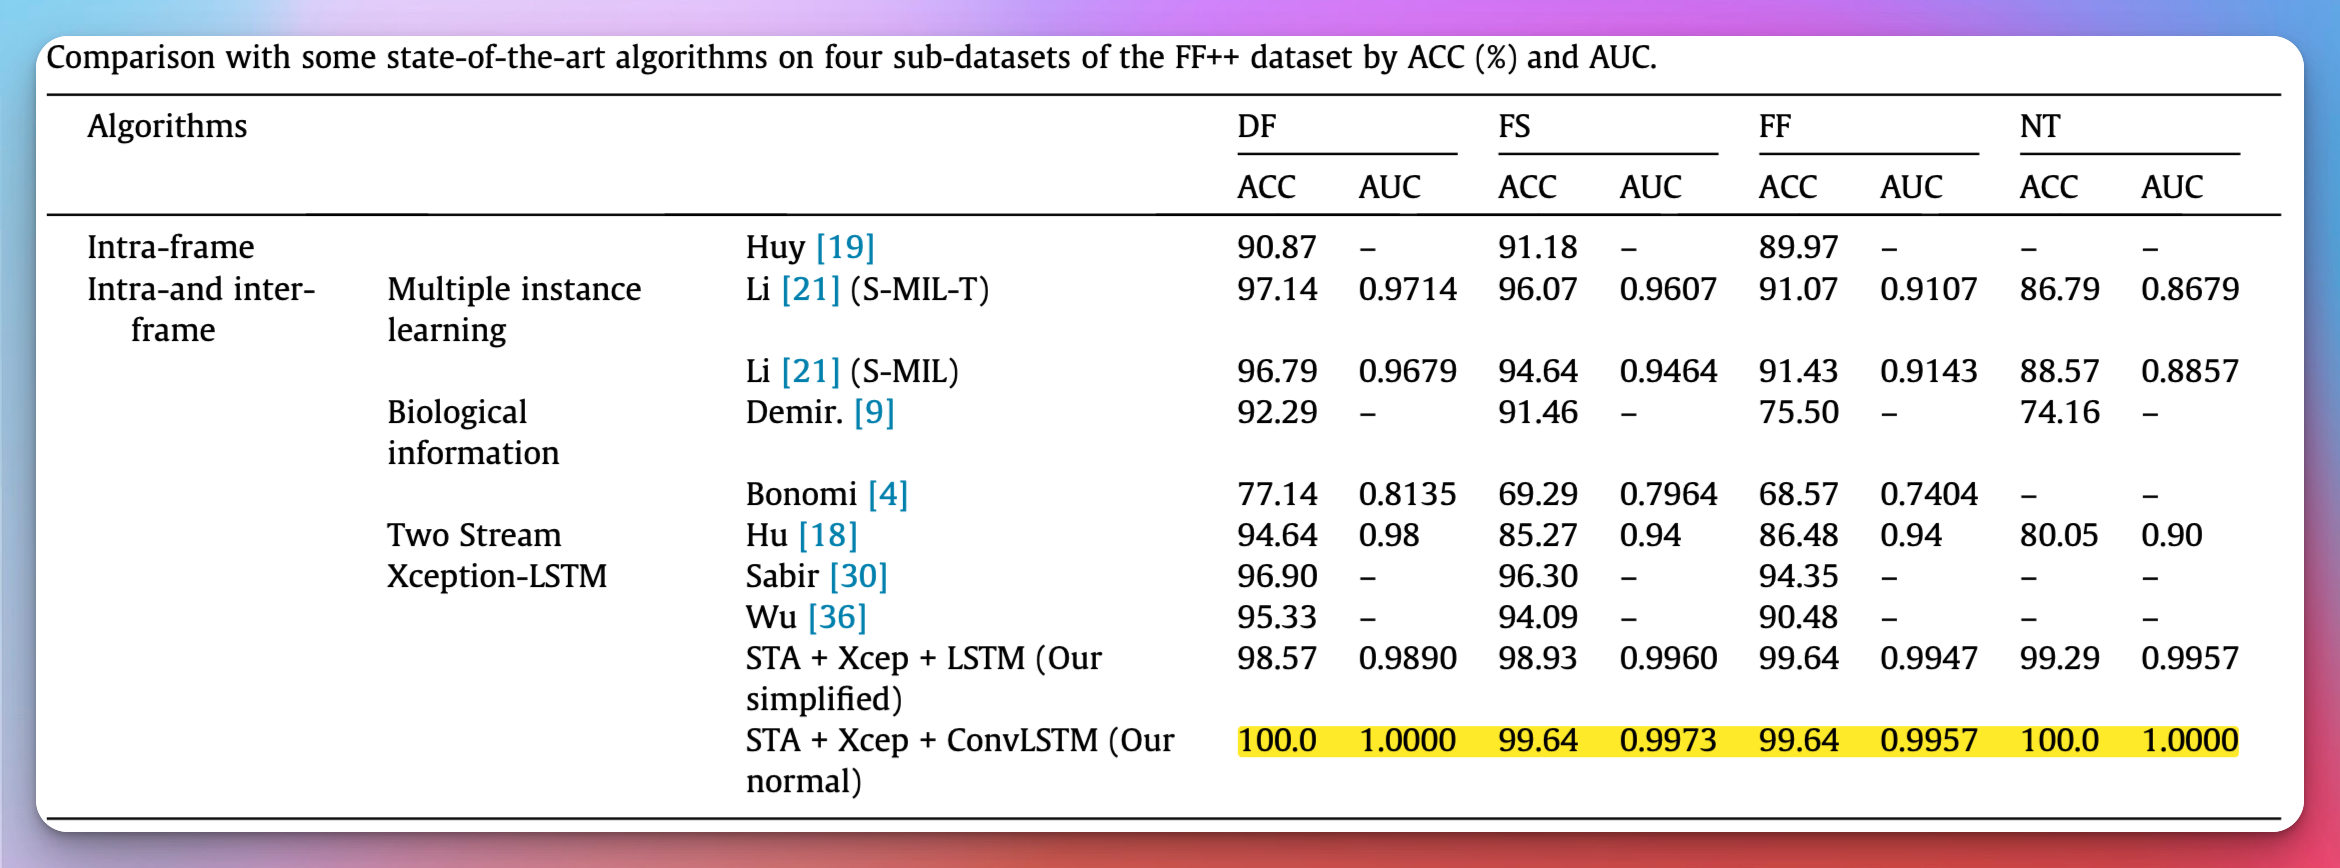 Comparison with some state-of-the-art algorithms on four sub-datasets of the FF++ dataset by ACC (%) and AUC.
Algorithms DF FS FF NT
ACC AUC ACC AUC ACC AUC ACC AUC
Intra-frame Huy [19] 90.87 – 91.18 – 89.97 – – –
Intra-and inter- Multiple instance Li [21] (S-MIL-T) 97.14 0.9714 96.07 0.9607 91.07 0.9107 86.79 0.8679
frame learning
Li [21] (S-MIL) 96.79 0.9679 94.64 0.9464 91.43 0.9143 88.57 0.8857
Biological Demir. [9] 92.29 – 91.46 – 75.50 – 74.16 –
information
Bonomi [4] 77.14 0.8135 69.29 0.7964 68.57 0.7404 – –
Two Stream Hu [18] 94.64 0.98 85.27 0.94 86.48 0.94 80.05 0.90
Xception-LSTM Sabir [30] 96.90 – 96.30 – 94.35 – – –
Wu [36] 95.33 – 94.09 – 90.48 – – –
STA + Xcep + LSTM (Our 98.57 0.9890 98.93 0.9960 99.64 0.9947 99.29 0.9957
simplified)
STA + Xcep + ConvLSTM (Our 100.0 1.0000 99.64 0.9973 99.64 0.9957 100.0 1.0000
normal)